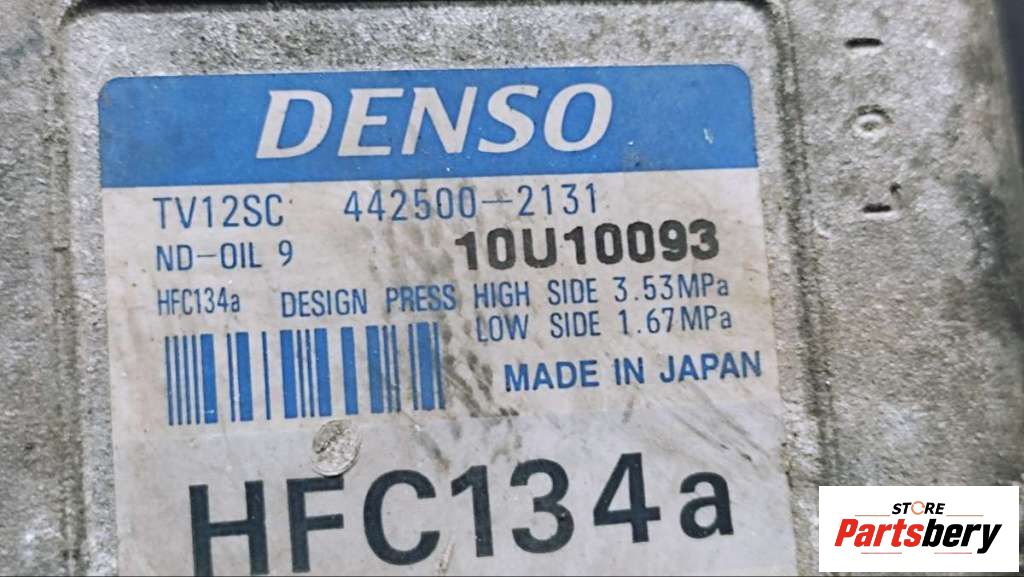 DENSO
TV12SC 442500-2131
ND-OIL 9 10U10093
HFC134a DESIGN PRESS HIGH SIDE 3.53MPa
LOW SIDE 1.67MPa
MADE IN JAPAN
HFC134a
STORE
Partsbery